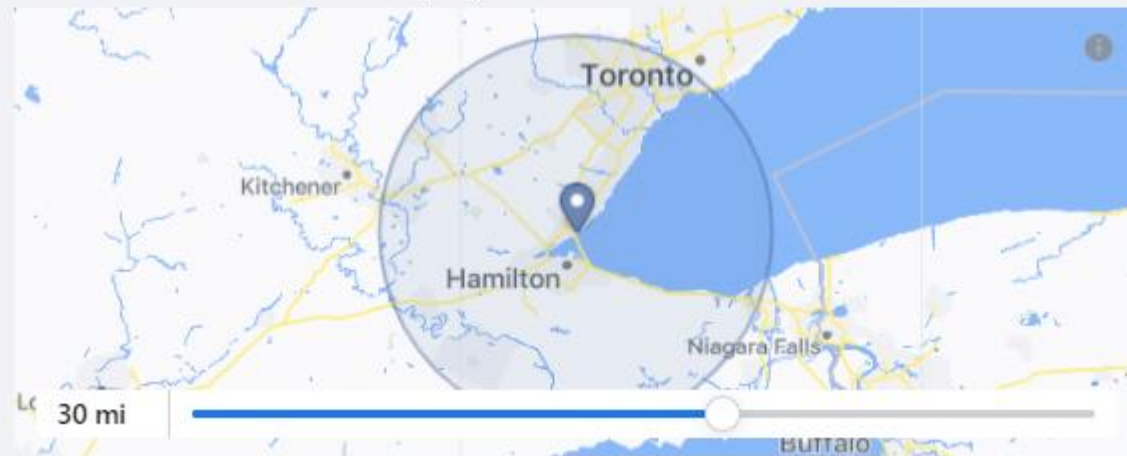 Toronto
Kitchener
Hamilton
Niagara Falls
30 mi
Buffalo